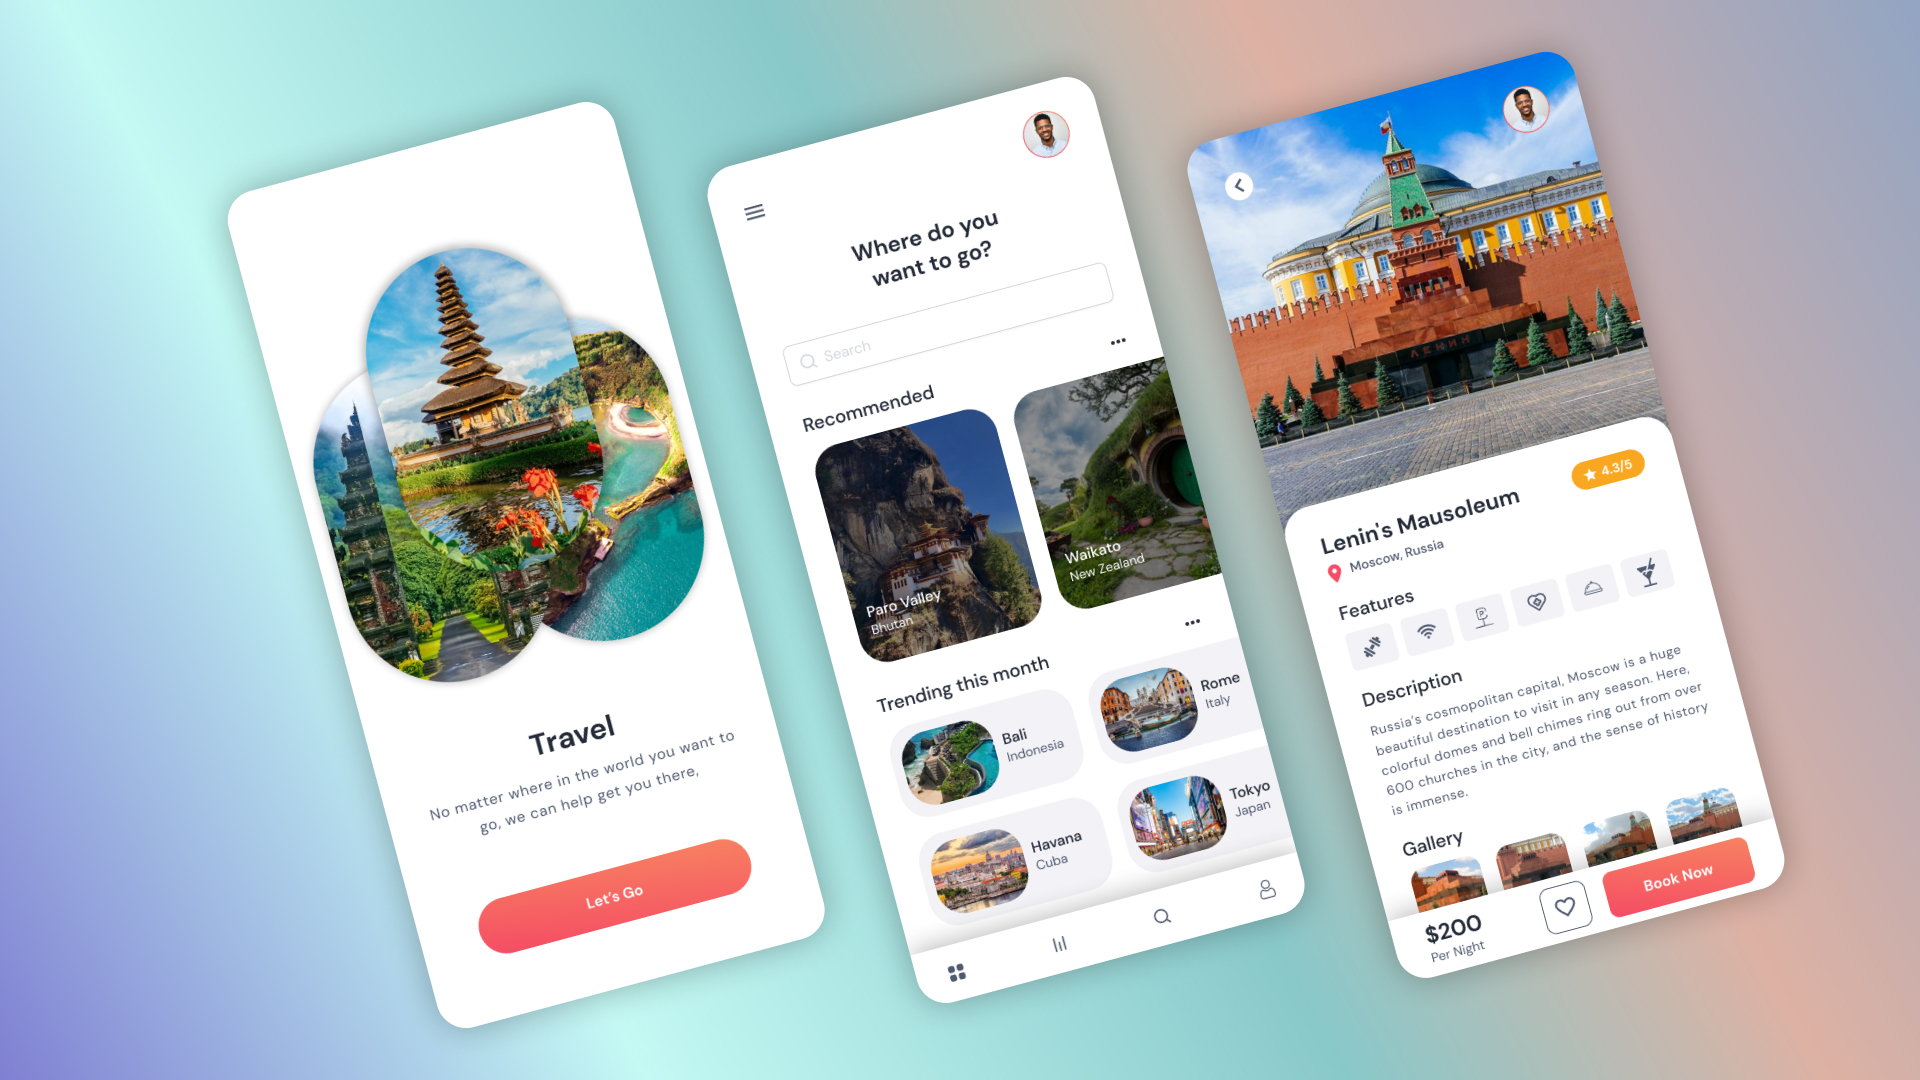 Travel
No matter where in the world you want to
go, we can help get you there,
Let's Go
Where do you
want to go?
Search
Recommended
Paro Valley
Bhutan
Waikato
New Zealand
Trending this month
Bali
Indonesia
Rome
Italy
Havana
Cuba
Tokyo
Japan
ЛЕНИН
4.3/5
Lenin's Mausoleum
Moscow, Russia
Features
P
Description
Russia's cosmopolitan capital, Moscow is a huge
beautiful destination to visit in any season. Here,
colorful domes and bell chimes ring out from over
600 churches in the city, and the sense of history
is immense.
Gallery
$200
Per Night
Book Now